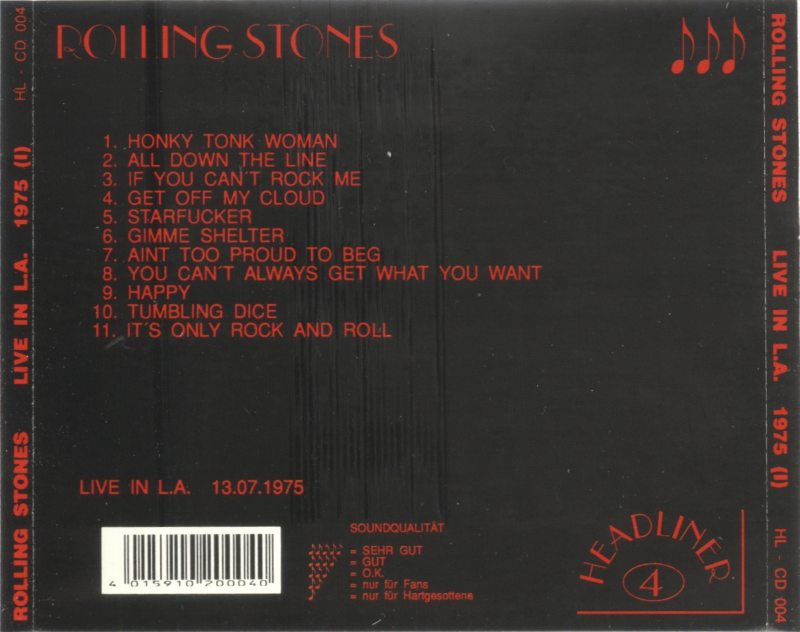 ROLLING STONES
1. HONKY TONK WOMAN
2. ALL DOWN THE LINE
3. IF YOU CAN´T ROCK ME
4. GET OFF MY CLOUD
5. STARFUCKER
6. GIMME SHELTER
7. AINT TOO PROUD TO BEG
8. YOU CAN´T ALWAYS GET WHAT YOU WANT
9. HAPPY
10. TUMBLING DICE
11. IT´S ONLY ROCK AND ROLL
LIVE IN L.A. 13.07.1975
4 015910 200040
SOUNDQUALITÄT
= SEHR GUT
= GUT
= O.K.
= nur für Fans
= nur für Hartgesottene
HEADLINER
4
ROLLING STONES LIVE IN L.A. 1975 (I) HL - CD 004
ROLLING STONES LIVE IN L.A. 1975 (I) HL - CD 004